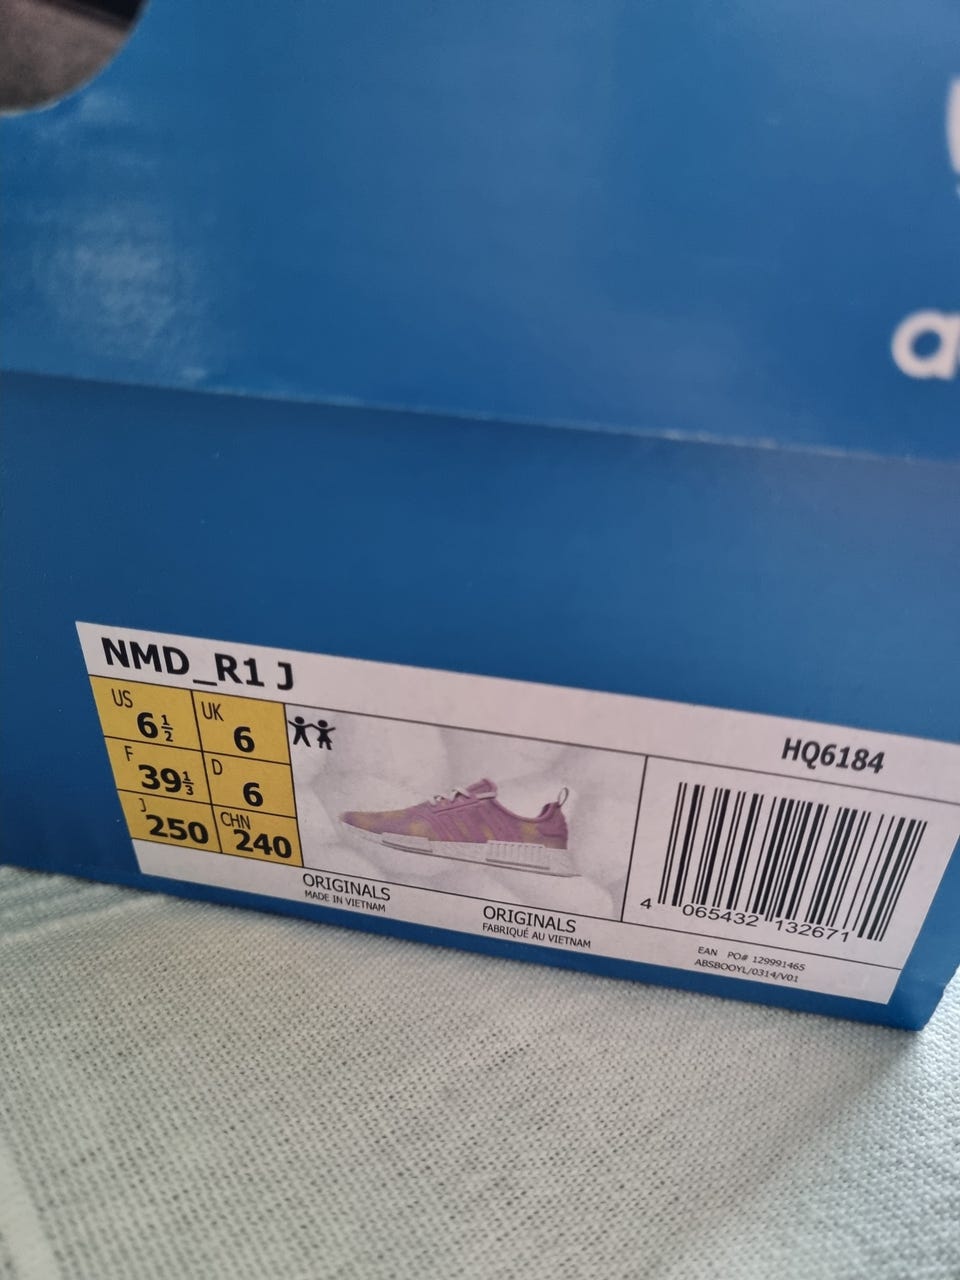 NMD_R1 J
HQ6184
US 6½ UK 6
F 39⅓ D 6
J 250 CHN 240
ORIGINALS
MADE IN VIETNAM
ORIGINALS
FABRIQUÉ AU VIETNAM
4 065432 132671
EAN PO# 129991465
ABSBOOYL/0314/V01